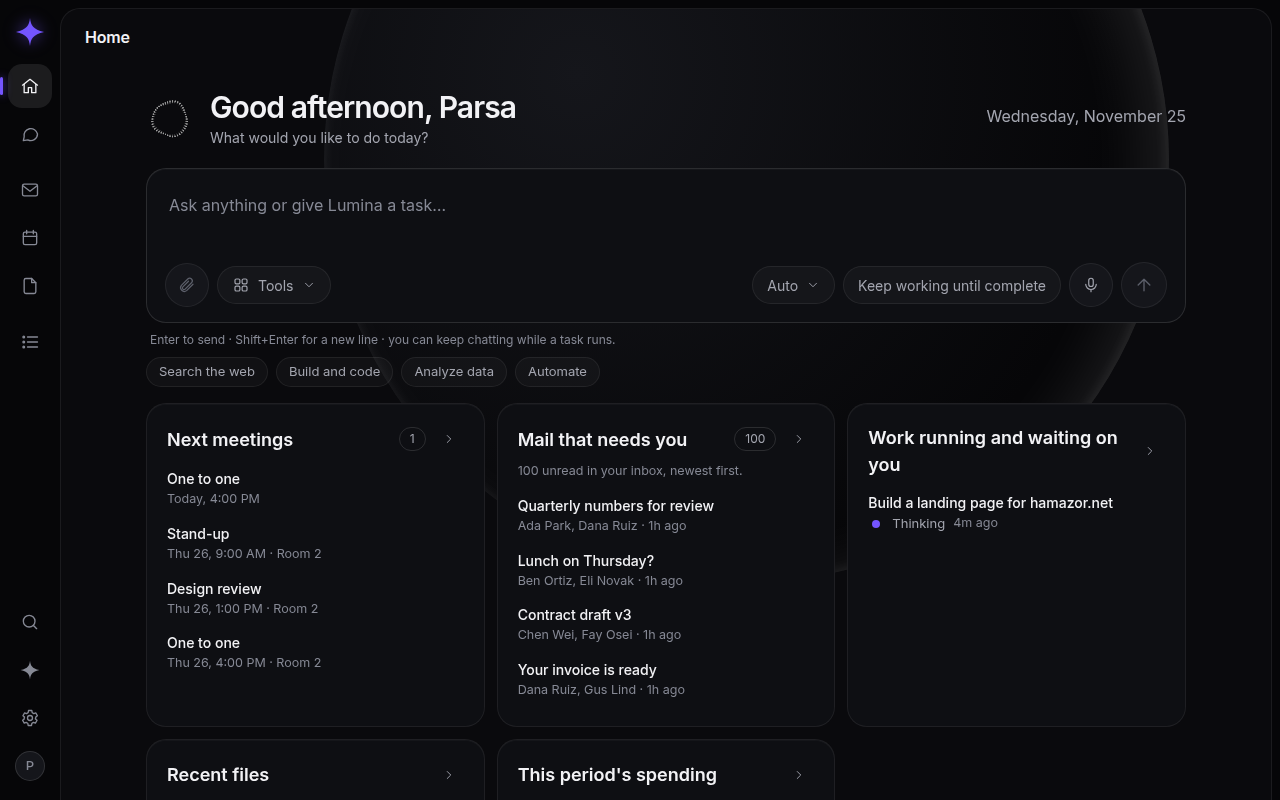 Home
Good afternoon, Parsa
What would you like to do today?
Wednesday, November 25
Ask anything or give Lumina a task...
Tools
Auto
Keep working until complete
Enter to send · Shift+Enter for a new line · you can keep chatting while a task runs.
Search the web
Build and code
Analyze data
Automate
Next meetings
1
One to one
Today, 4:00 PM
Stand-up
Thu 26, 9:00 AM · Room 2
Design review
Thu 26, 1:00 PM · Room 2
One to one
Thu 26, 4:00 PM · Room 2
Mail that needs you
100
100 unread in your inbox, newest first.
Quarterly numbers for review
Ada Park, Dana Ruiz · 1h ago
Lunch on Thursday?
Ben Ortiz, Eli Novak · 1h ago
Contract draft v3
Chen Wei, Fay Osei · 1h ago
Your invoice is ready
Dana Ruiz, Gus Lind · 1h ago
Work running and waiting on
you
Build a landing page for hamazor.net
Thinking 4m ago
Recent files
This period's spending
P